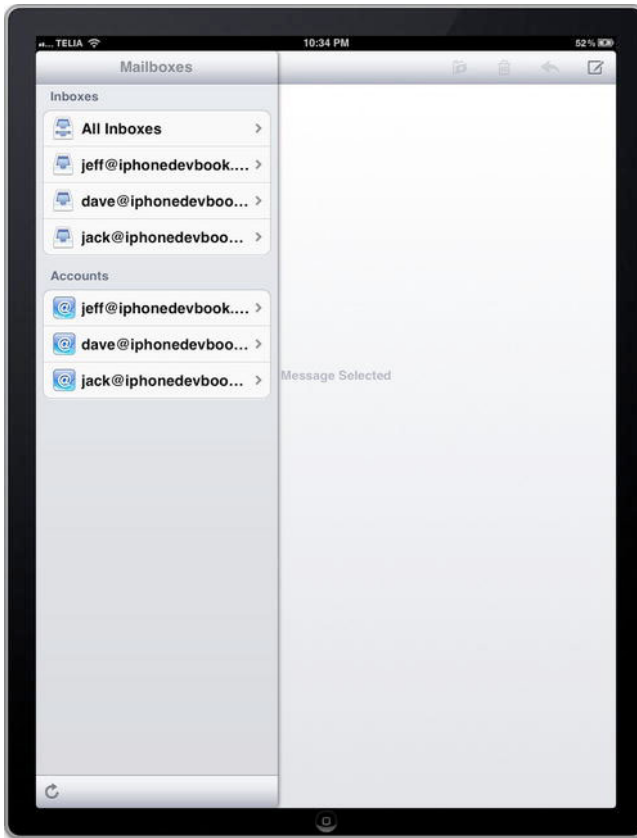 TELIA 10:34 PM 52%
Mailboxes
Inboxes
All Inboxes
jeff@iphonedevbook....
dave@iphonedevboo...
jack@iphonedevboo...
Accounts
jeff@iphonedevbook....
dave@iphonedevboo...
jack@iphonedevboo...
Message Selected